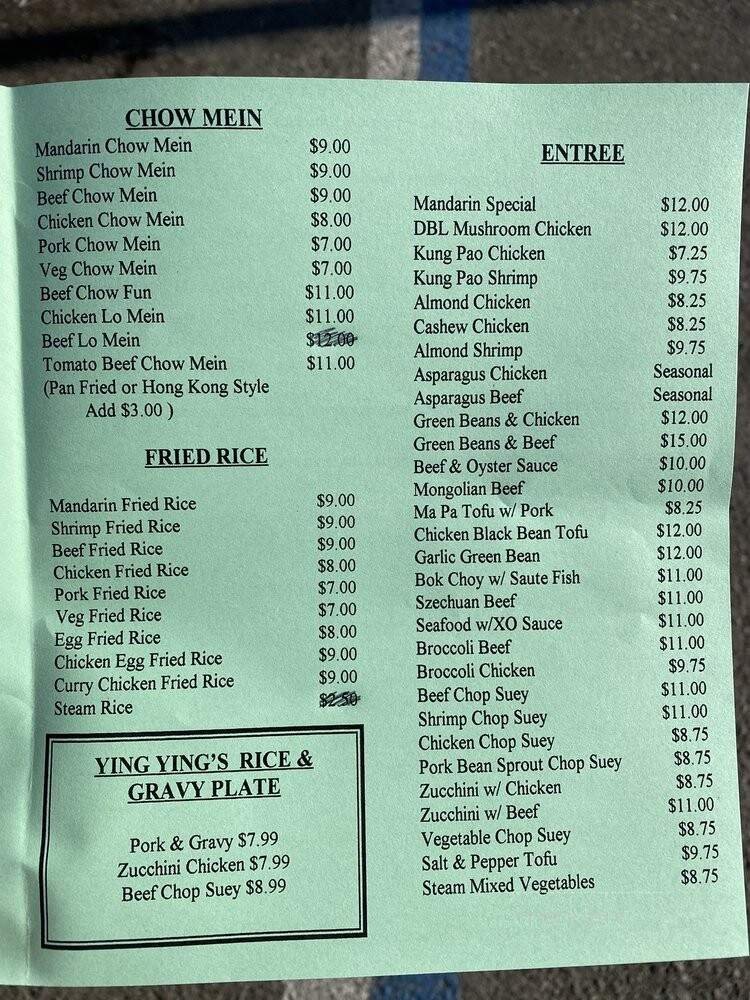 CHOW MEIN
Mandarin Chow Mein $9.00
Shrimp Chow Mein $9.00
Beef Chow Mein $9.00
Chicken Chow Mein $8.00
Pork Chow Mein $7.00
Veg Chow Mein $7.00
Beef Chow Fun $11.00
Chicken Lo Mein $11.00
Beef Lo Mein $12.00
Tomato Beef Chow Mein $11.00
(Pan Fried or Hong Kong Style
Add $3.00 )
FRIED RICE
Mandarin Fried Rice $9.00
Shrimp Fried Rice $9.00
Beef Fried Rice $9.00
Chicken Fried Rice $8.00
Pork Fried Rice $7.00
Veg Fried Rice $7.00
Egg Fried Rice $8.00
Chicken Egg Fried Rice $9.00
Curry Chicken Fried Rice $9.00
Steam Rice $2.50
YING YING'S RICE &
GRAVY PLATE
Pork & Gravy $7.99
Zucchini Chicken $7.99
Beef Chop Suey $8.99
ENTREE
Mandarin Special $12.00
DBL Mushroom Chicken $12.00
Kung Pao Chicken $7.25
Kung Pao Shrimp $9.75
Almond Chicken $8.25
Cashew Chicken $8.25
Almond Shrimp $9.75
Asparagus Chicken Seasonal
Asparagus Beef Seasonal
Green Beans & Chicken $12.00
Green Beans & Beef $15.00
Beef & Oyster Sauce $10.00
Mongolian Beef $10.00
Ma Pa Tofu w/ Pork $8.25
Chicken Black Bean Tofu $12.00
Garlic Green Bean $12.00
Bok Choy w/ Saute Fish $11.00
Szechuan Beef $11.00
Seafood w/XO Sauce $11.00
Broccoli Beef $11.00
Broccoli Chicken $9.75
Beef Chop Suey $11.00
Shrimp Chop Suey $11.00
Chicken Chop Suey $8.75
Pork Bean Sprout Chop Suey $8.75
Zucchini w/ Chicken $8.75
Zucchini w/ Beef $11.00
Vegetable Chop Suey $8.75
Salt & Pepper Tofu $9.75
Steam Mixed Vegetables $8.75